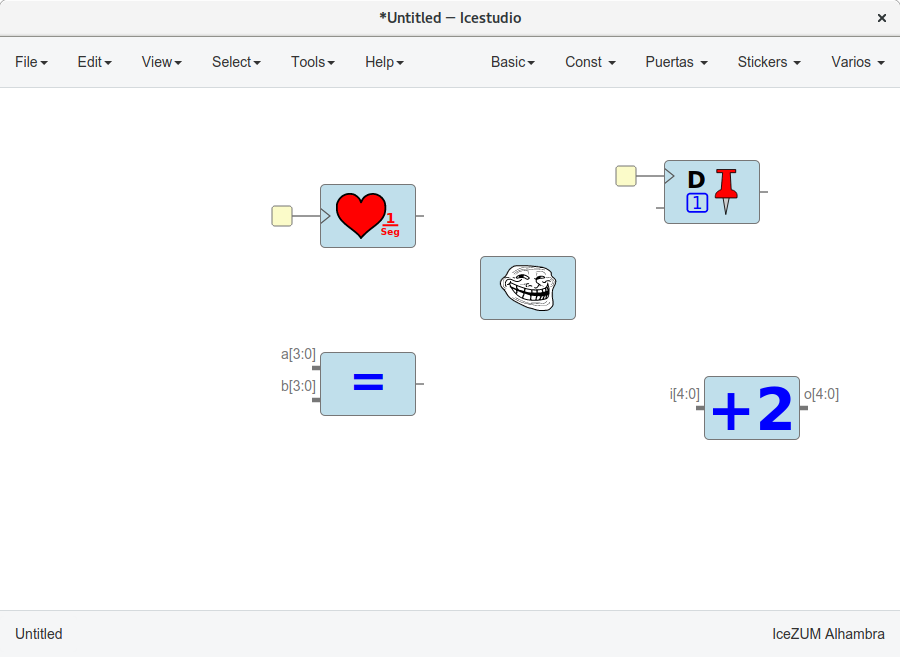 *Untitled — Icestudio
File Edit View Select Tools Help Basic Const Puertas Stickers Varios
D
1
1
Seg
a[3:0]
b[3:0]
=
i[4:0] +2 o[4:0]
Untitled IceZUM Alhambra